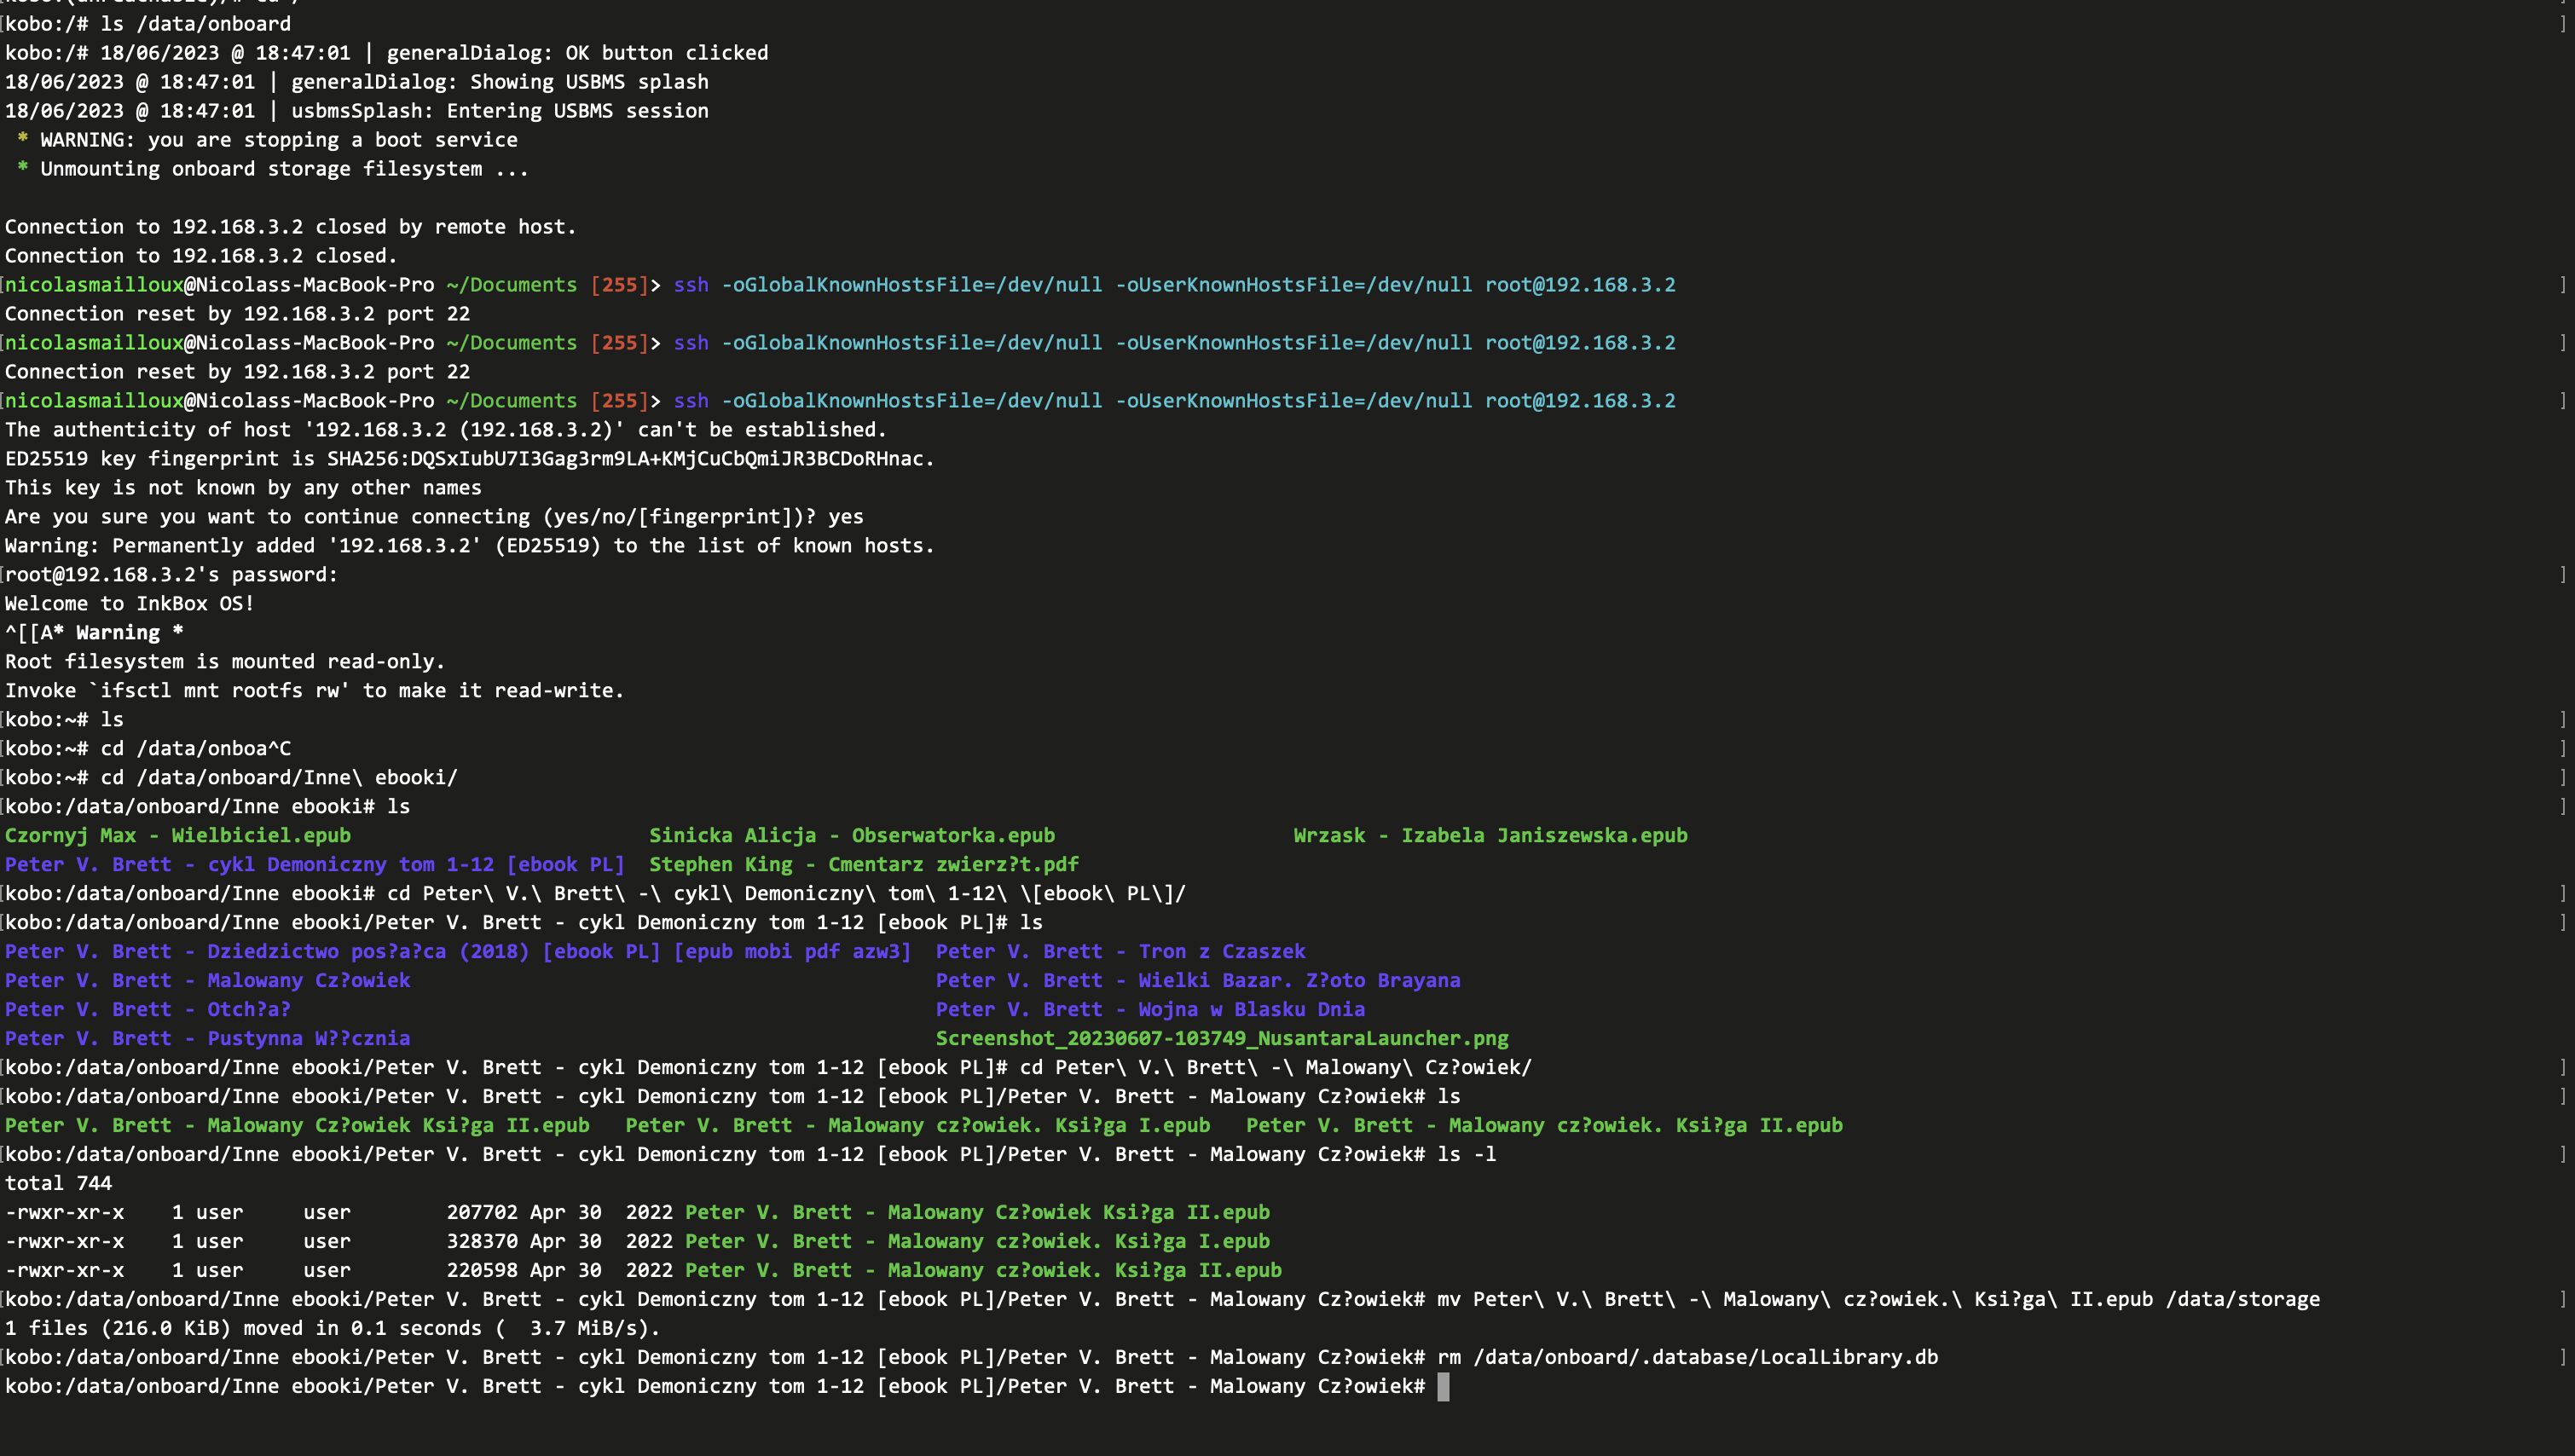 kobo:/# ls /data/onboard
kobo:/# 18/06/2023 @ 18:47:01 | generalDialog: OK button clicked
18/06/2023 @ 18:47:01 | generalDialog: Showing USBMS splash
18/06/2023 @ 18:47:01 | usbmsSplash: Entering USBMS session
 * WARNING: you are stopping a boot service
 * Unmounting onboard storage filesystem ...
Connection to 192.168.3.2 closed by remote host.
Connection to 192.168.3.2 closed.
nicolasmailloux@Nicolass-MacBook-Pro ~/Documents [255]> ssh -oGlobalKnownHostsFile=/dev/null -oUserKnownHostsFile=/dev/null root@192.168.3.2
Connection reset by 192.168.3.2 port 22
nicolasmailloux@Nicolass-MacBook-Pro ~/Documents [255]> ssh -oGlobalKnownHostsFile=/dev/null -oUserKnownHostsFile=/dev/null root@192.168.3.2
Connection reset by 192.168.3.2 port 22
nicolasmailloux@Nicolass-MacBook-Pro ~/Documents [255]> ssh -oGlobalKnownHostsFile=/dev/null -oUserKnownHostsFile=/dev/null root@192.168.3.2
The authenticity of host '192.168.3.2 (192.168.3.2)' can't be established.
ED25519 key fingerprint is SHA256:DQSxIubU7I3Gag3rm9LA+KMjCuCbQmiJR3BCDoRHnac.
This key is not known by any other names
Are you sure you want to continue connecting (yes/no/[fingerprint])? yes
Warning: Permanently added '192.168.3.2' (ED25519) to the list of known hosts.
root@192.168.3.2's password:
Welcome to InkBox OS!
^[[A* Warning *
Root filesystem is mounted read-only.
Invoke `ifsctl mnt rootfs rw' to make it read-write.
kobo:~# ls
kobo:~# cd /data/onboa^C
kobo:~# cd /data/onboard/Inne\ ebooki/
kobo:/data/onboard/Inne ebooki# ls
Czornyj Max - Wielbiciel.epub Sinicka Alicja - Obserwatorka.epub Wrzask - Izabela Janiszewska.epub
Peter V. Brett - cykl Demoniczny tom 1-12 [ebook PL] Stephen King - Cmentarz zwierz?t.pdf
kobo:/data/onboard/Inne ebooki# cd Peter\ V.\ Brett\ -\ cykl\ Demoniczny\ tom\ 1-12\ \[ebook\ PL\]/
kobo:/data/onboard/Inne ebooki/Peter V. Brett - cykl Demoniczny tom 1-12 [ebook PL]# ls
Peter V. Brett - Dziedzictwo pos?a?ca (2018) [ebook PL] [epub mobi pdf azw3] Peter V. Brett - Tron z Czaszek
Peter V. Brett - Malowany Cz?owiek Peter V. Brett - Wielki Bazar. Z?oto Brayana
Peter V. Brett - Otch?a? Peter V. Brett - Wojna w Blasku Dnia
Peter V. Brett - Pustynna W??cznia Screenshot_20230607-103749_NusantaraLauncher.png
kobo:/data/onboard/Inne ebooki/Peter V. Brett - cykl Demoniczny tom 1-12 [ebook PL]# cd Peter\ V.\ Brett\ -\ Malowany\ Cz?owiek/
kobo:/data/onboard/Inne ebooki/Peter V. Brett - cykl Demoniczny tom 1-12 [ebook PL]/Peter V. Brett - Malowany Cz?owiek# ls
Peter V. Brett - Malowany Cz?owiek Ksi?ga II.epub Peter V. Brett - Malowany cz?owiek. Ksi?ga I.epub Peter V. Brett - Malowany cz?owiek. Ksi?ga II.epub
kobo:/data/onboard/Inne ebooki/Peter V. Brett - cykl Demoniczny tom 1-12 [ebook PL]/Peter V. Brett - Malowany Cz?owiek# ls -l
total 744
-rwxr-xr-x 1 user user 207702 Apr 30 2022 Peter V. Brett - Malowany Cz?owiek Ksi?ga II.epub
-rwxr-xr-x 1 user user 328370 Apr 30 2022 Peter V. Brett - Malowany cz?owiek. Ksi?ga I.epub
-rwxr-xr-x 1 user user 220598 Apr 30 2022 Peter V. Brett - Malowany cz?owiek. Ksi?ga II.epub
kobo:/data/onboard/Inne ebooki/Peter V. Brett - cykl Demoniczny tom 1-12 [ebook PL]/Peter V. Brett - Malowany Cz?owiek# mv Peter\ V.\ Brett\ -\ Malowany\ cz?owiek.\ Ksi?ga\ II.epub /data/storage
1 files (216.0 KiB) moved in 0.1 seconds (  3.7 MiB/s).
kobo:/data/onboard/Inne ebooki/Peter V. Brett - cykl Demoniczny tom 1-12 [ebook PL]/Peter V. Brett - Malowany Cz?owiek# rm /data/onboard/.database/LocalLibrary.db
kobo:/data/onboard/Inne ebooki/Peter V. Brett - cykl Demoniczny tom 1-12 [ebook PL]/Peter V. Brett - Malowany Cz?owiek#